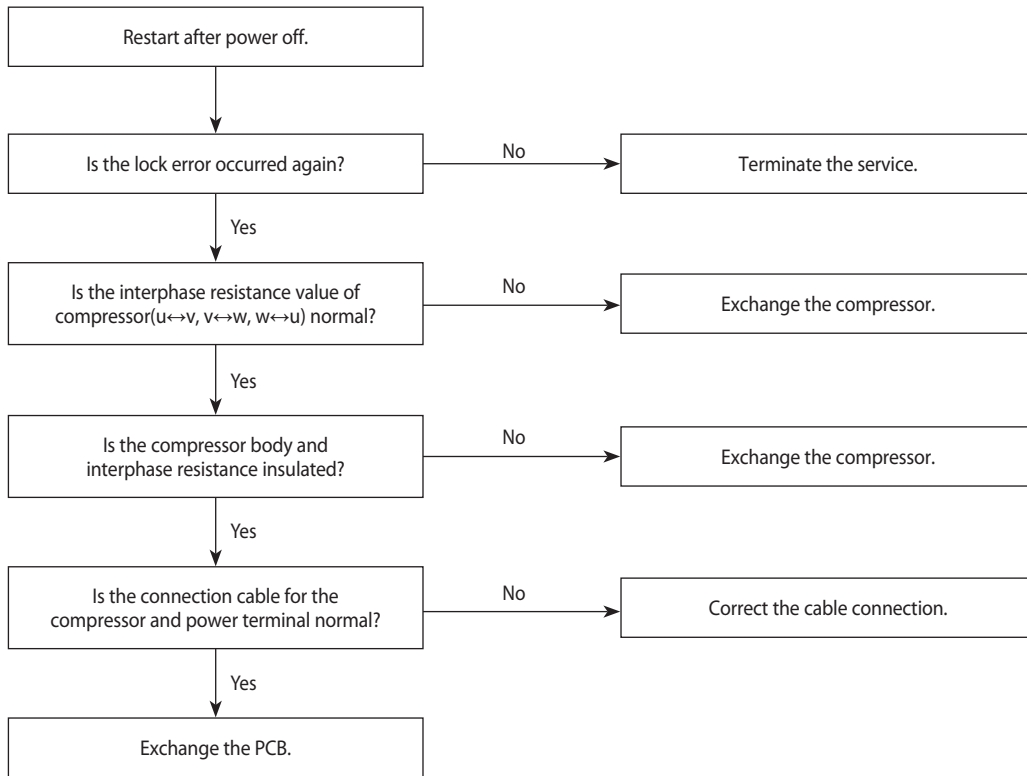 Restart after power off.
Is the lock error occurred again?
No
Terminate the service.
Yes
Is the interphase resistance value of
compressor(u↔v, v↔w, w↔u) normal?
No
Exchange the compressor.
Yes
Is the compressor body and
interphase resistance insulated?
No
Exchange the compressor.
Yes
Is the connection cable for the
compressor and power terminal normal?
No
Correct the cable connection.
Yes
Exchange the PCB.